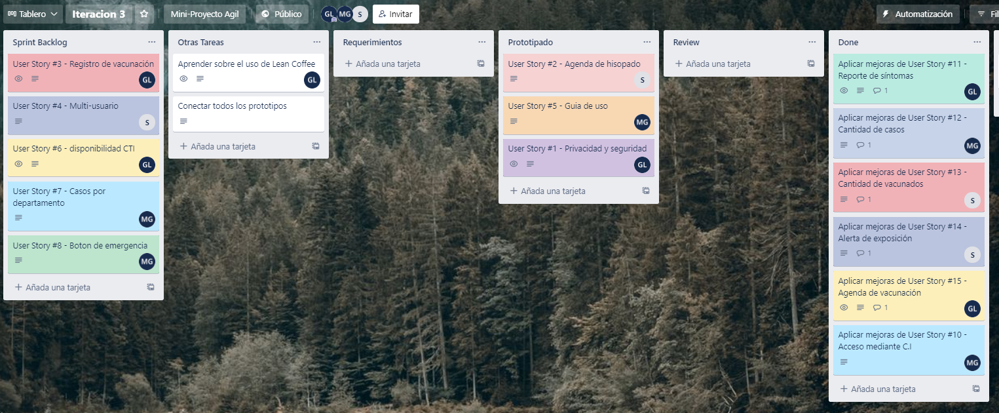 Tablero
Iteracion 3
Mini-Proyecto Agil
Público
GL
MG
S
Invitar
Automatización
Sprint Backlog
User Story #3 - Registro de vacunación
GL
User Story #4 - Multi-usuario
S
User Story #6 - disponibilidad CTI
GL
User Story #7 - Casos por
departamento
MG
User Story #8 - Boton de emergencia
MG
Añada una tarjeta
Otras Tareas
Aprender sobre el uso de Lean Coffee
GL
Conectar todos los prototipos
Añada una tarjeta
Requerimientos
Añada una tarjeta
Prototipado
User Story #2 - Agenda de hisopado
S
User Story #5 - Guia de uso
MG
User Story #1 - Privacidad y seguridad
GL
Añada una tarjeta
Review
Añada una tarjeta
Done
Aplicar mejoras de User Story #11 -
Reporte de síntomas
1
GL
Aplicar mejoras de User Story #12 -
Cantidad de casos
1
MG
Aplicar mejoras de User Story #13 -
Cantidad de vacunados
1
S
Aplicar mejoras de User Story #14 -
Alerta de exposición
1
S
Aplicar mejoras de User Story #15 -
Agenda de vacunación
1
GL
Aplicar mejoras de User Story #10 -
Acceso mediante C.I
MG
Añada una tarjeta